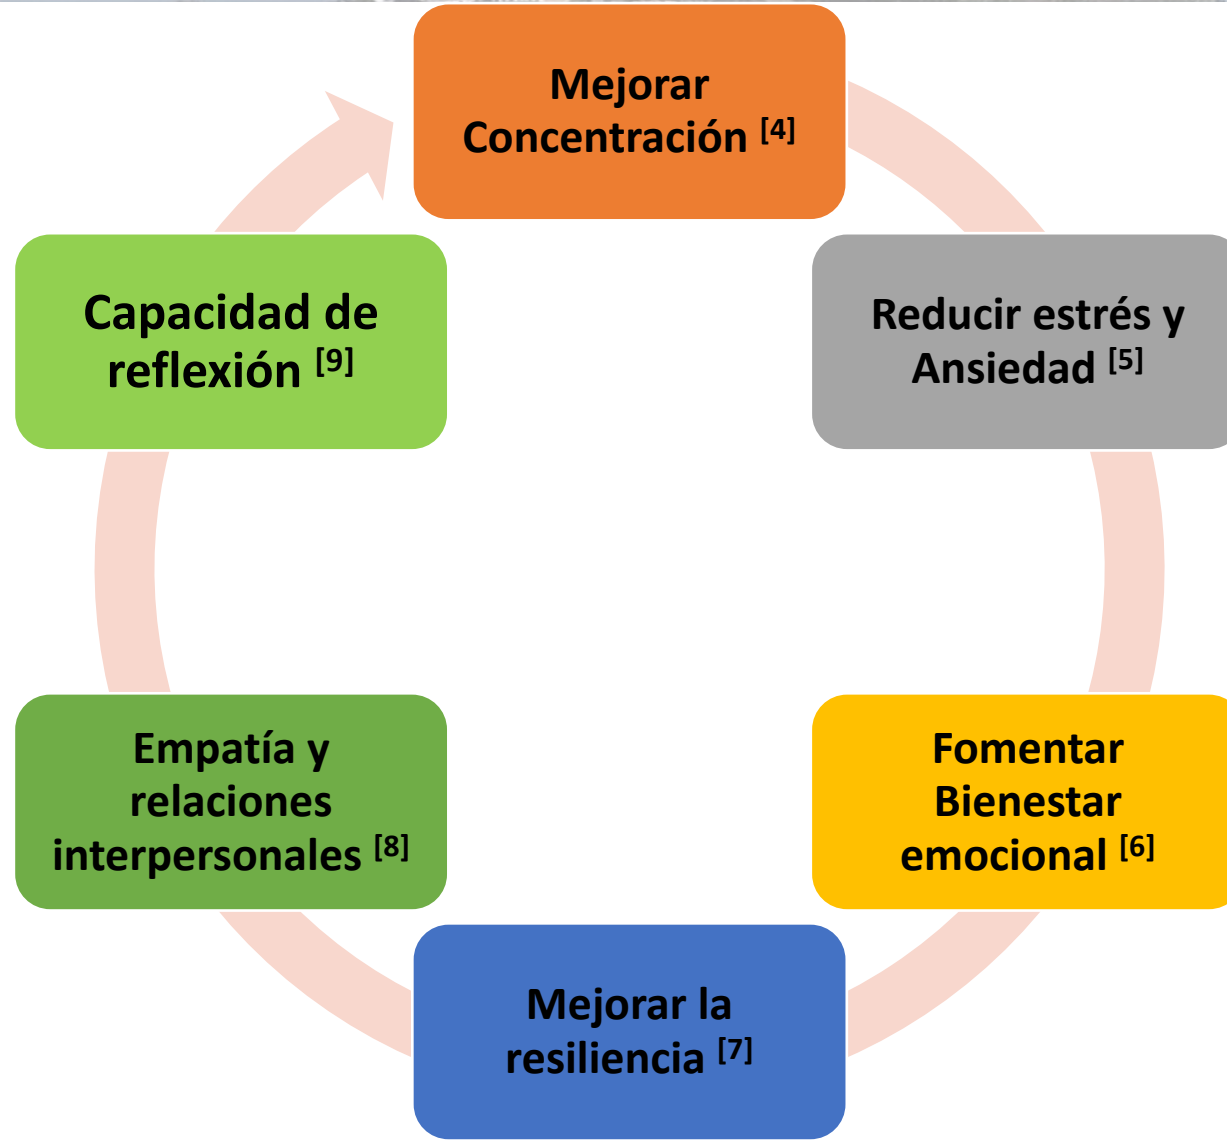 Mejorar
Concentración [4]
Reducir estrés y
Ansiedad [5]
Fomentar
Bienestar
emocional [6]
Mejorar la
resiliencia [7]
Empatía y
relaciones
interpersonales [8]
Capacidad de
reflexión [9]